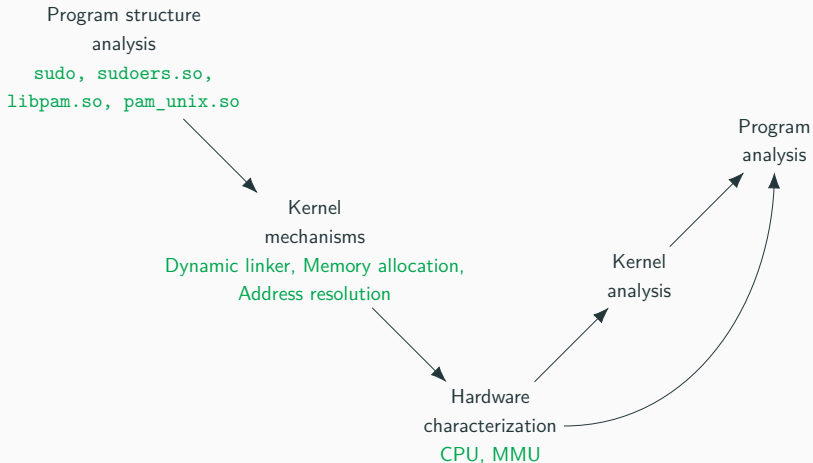 Program structure
analysis
sudo, sudoers.so,
libpam.so, pam_unix.so
Kernel
mechanisms
Dynamic linker, Memory allocation,
Address resolution
Hardware
characterization
CPU, MMU
Kernel
analysis
Program
analysis